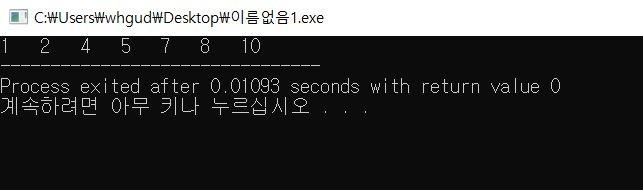 C:₩Users₩whgud₩Desktop₩이름없음1.exe
1 2 4 5 7 8 10
--------------------------------
Process exited after 0.01093 seconds with return value 0
계속하려면 아무 키나 누르십시오 . . .